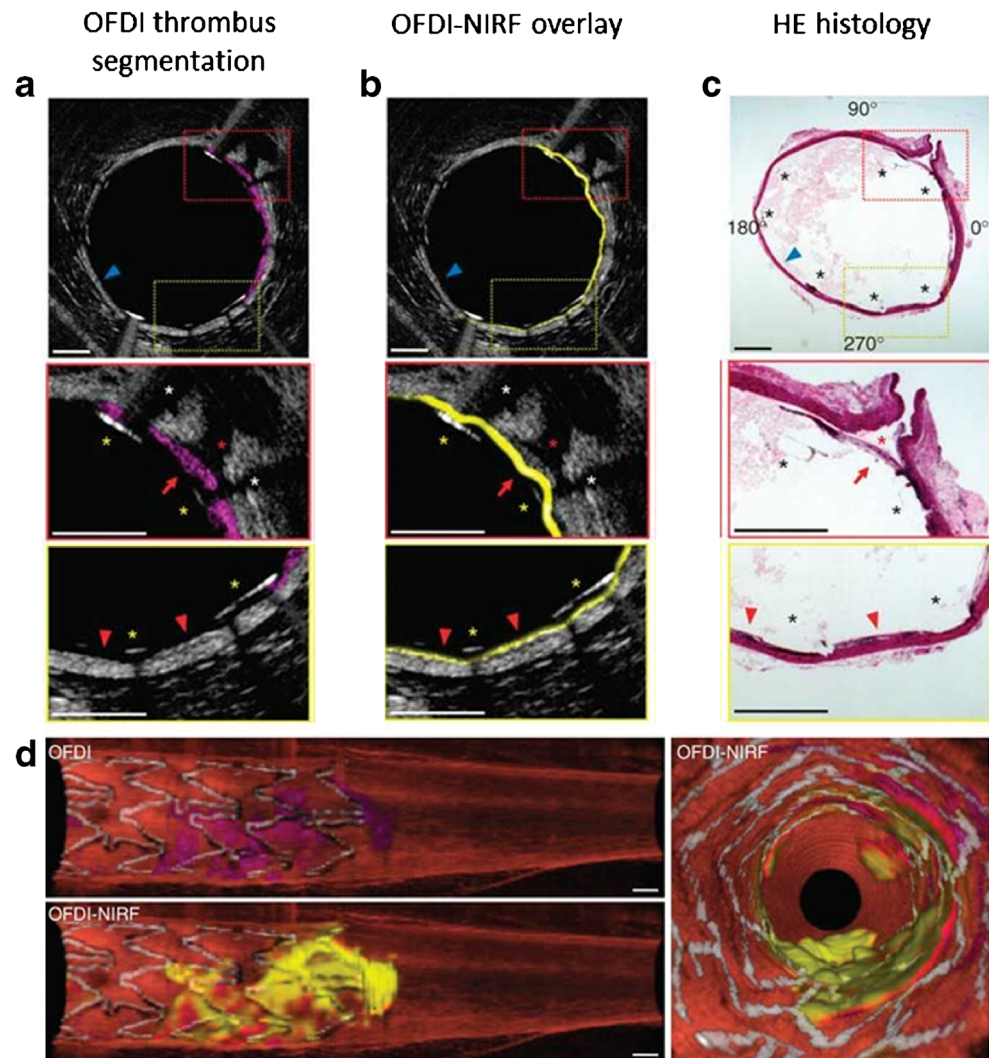 OFDI thrombus
segmentation
OFDI-NIRF overlay
HE histology
a
b
c
90°
180°
0°
270°
* * * * * * *
* * * *
* * * *
* * *
* *
* *
* *
d
OFDI
OFDI-NIRF
OFDI-NIRF